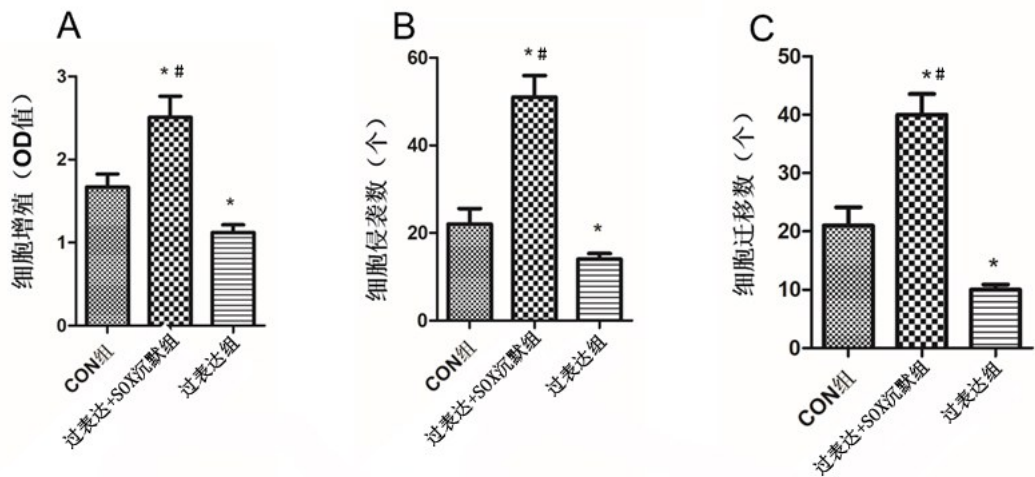 A
细胞增殖（OD值）
3
2
1
0
* #
*
CON组
过表达+SOX沉默组
过表达组
B
细胞侵袭数（个）
60
40
20
0
* #
*
CON组
过表达+SOX沉默组
过表达组
C
细胞迁移数（个）
50
40
30
20
10
0
*#
*
CON组
过表达+SOX沉默组
过表达组